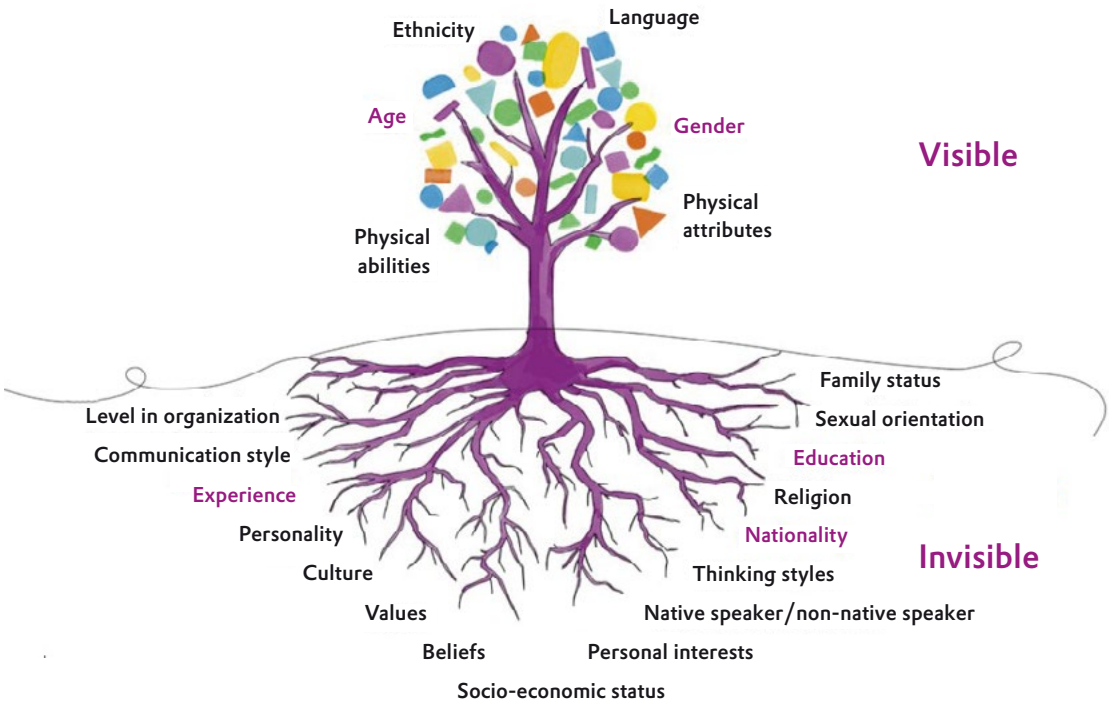 Ethnicity
Language
Age
Gender
Visible
Physical
attributes
Physical
abilities
Family status
Level in organization
Sexual orientation
Communication style
Education
Experience
Religion
Personality
Nationality
Invisible
Culture
Thinking styles
Values
Native speaker/non-native speaker
Beliefs
Personal interests
Socio-economic status